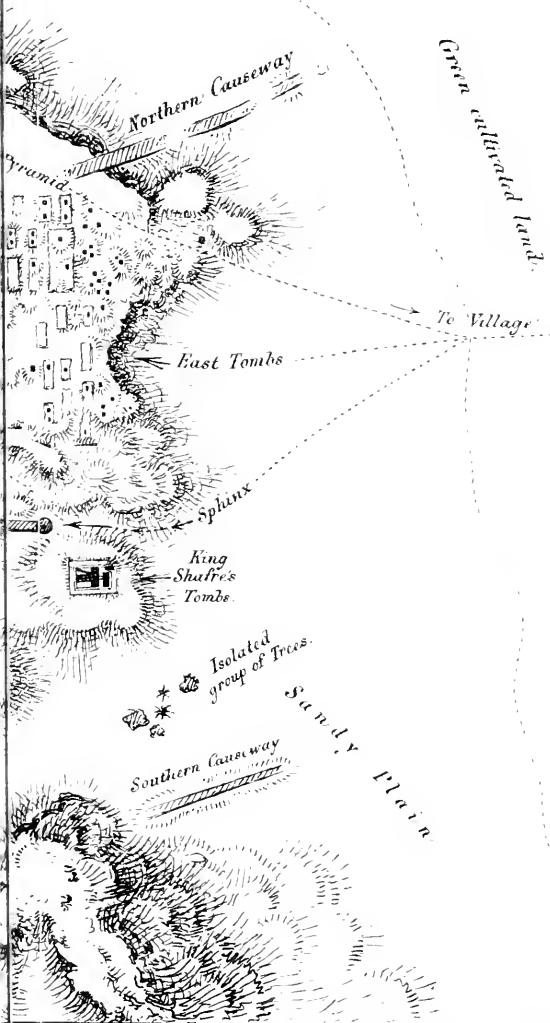 Northern Causeway
Green cultivated land.
Pyramid
To Village
East Tombs
Sphinx
King
Shafre's
Tombs.
Isolated
group of Trees.
Sandy Plain
Southern Causeway